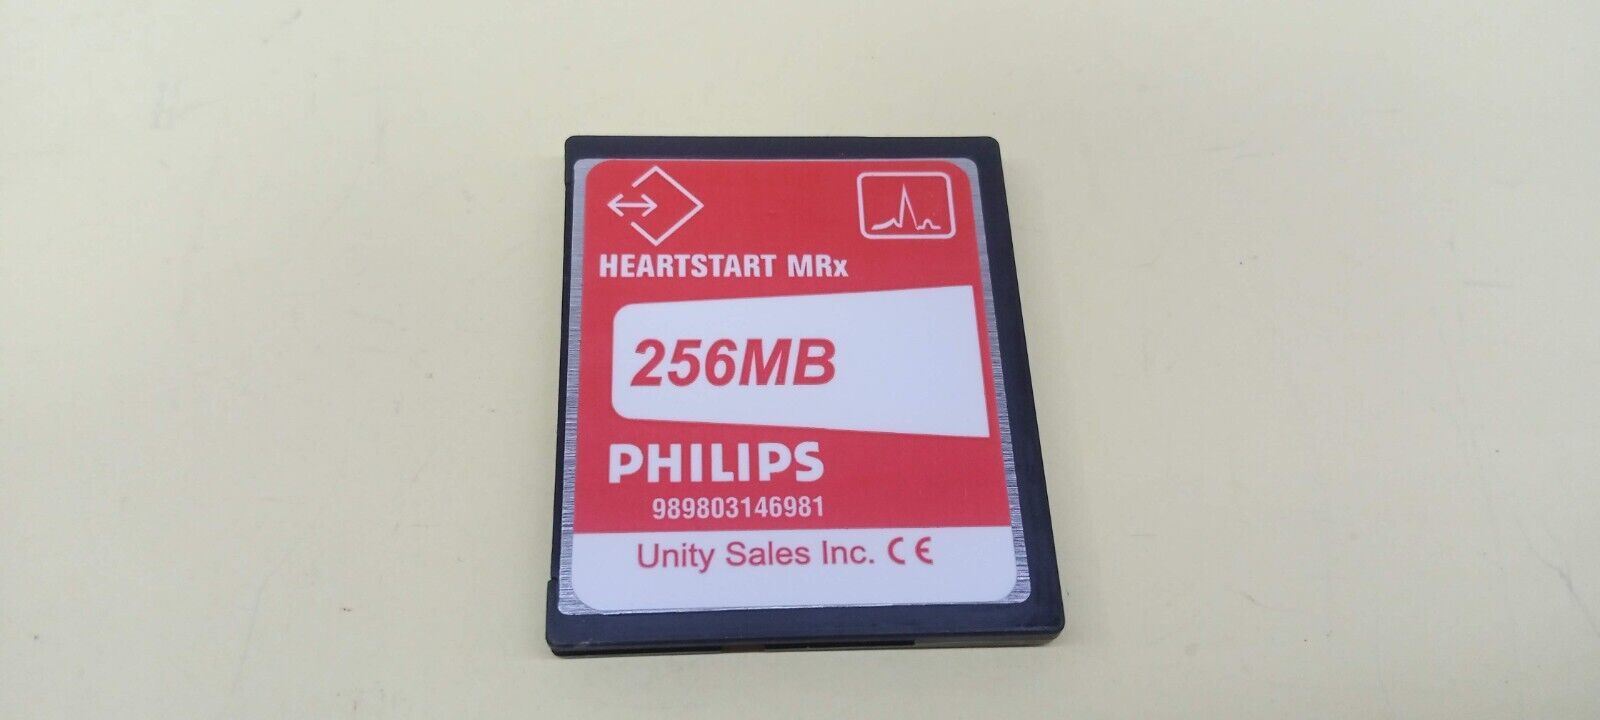 HEARTSTART MRx
256MB
PHILIPS
989803146981
Unity Sales Inc. CE